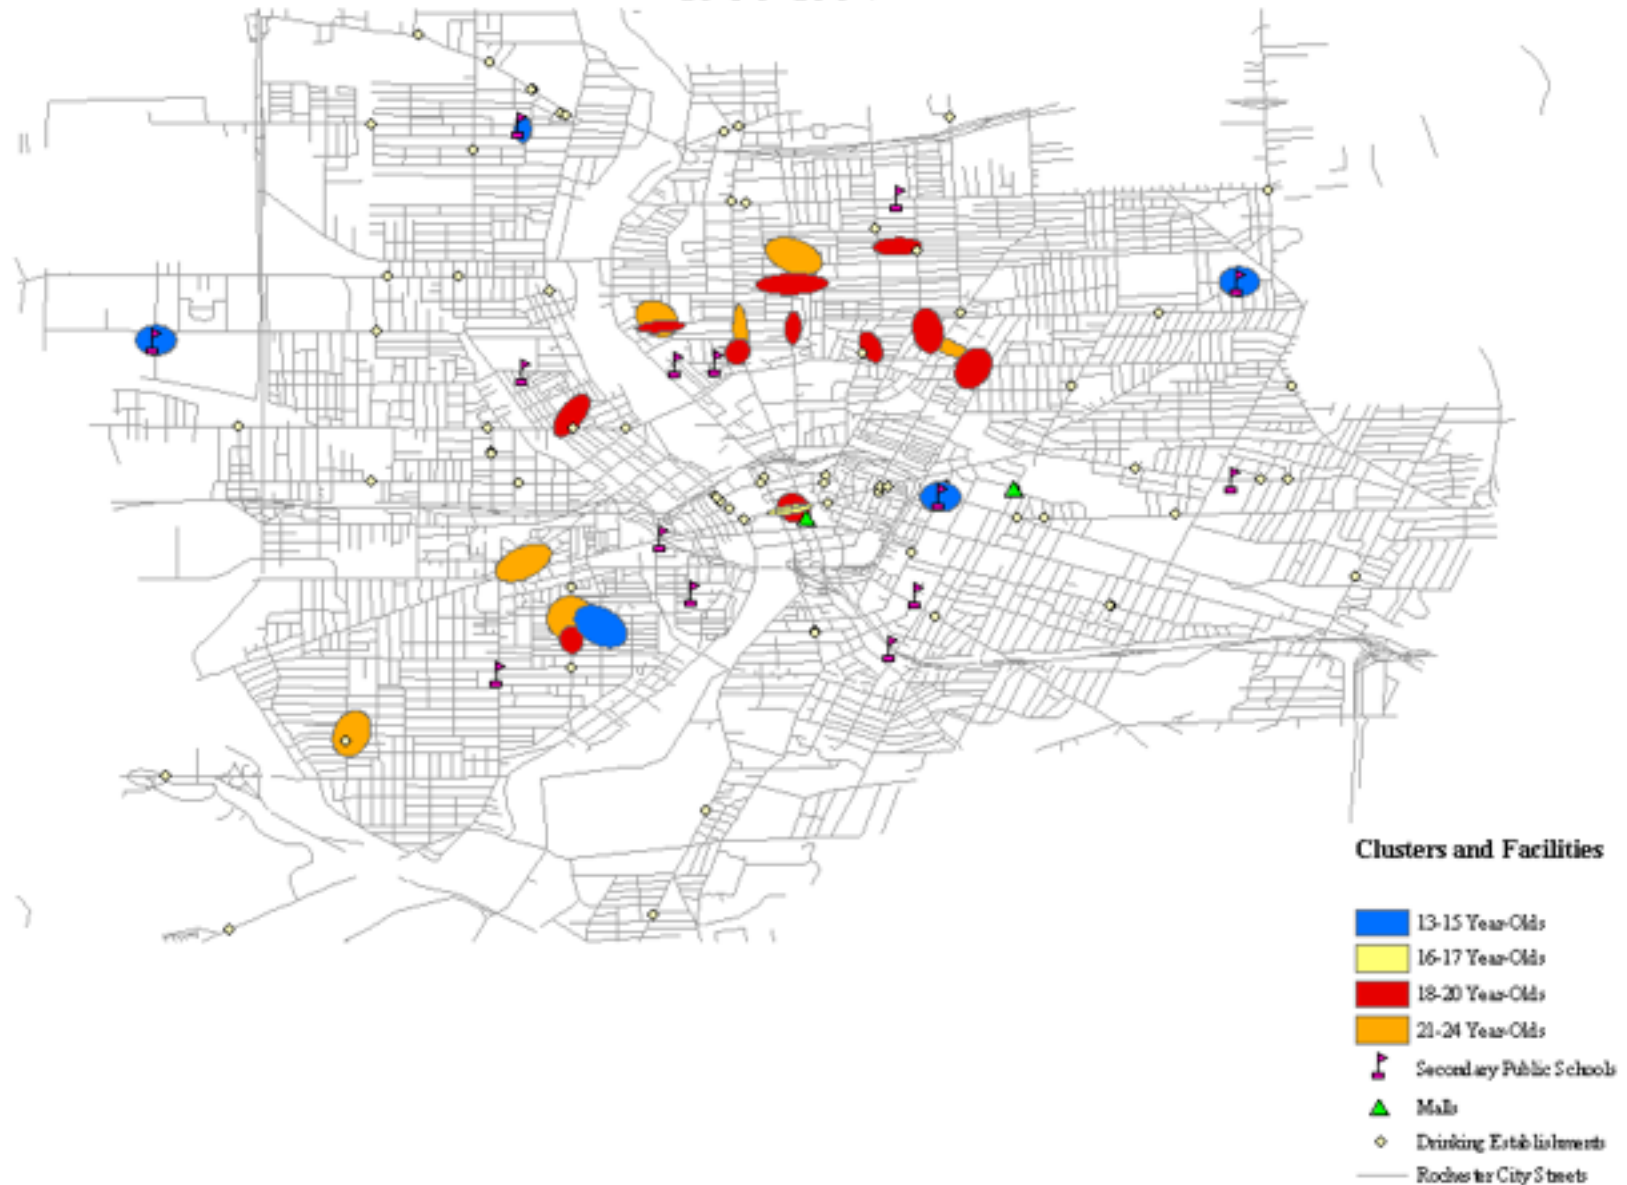 Clusters and Facilities
13-15 Year-Olds
16-17 Year-Olds
18-20 Year-Olds
21-24 Year-Olds
Secondary Public Schools
Malls
Drinking Establishments
Rochester City Streets